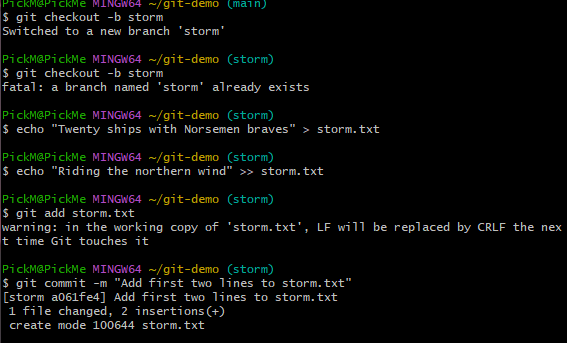 PickM@PickMe MINGW64 ~/git-demo (main)
$ git checkout -b storm
Switched to a new branch 'storm'
PickM@PickMe MINGW64 ~/git-demo (storm)
$ git checkout -b storm
fatal: a branch named 'storm' already exists
PickM@PickMe MINGW64 ~/git-demo (storm)
$ echo "Twenty ships with Norsemen braves" > storm.txt
PickM@PickMe MINGW64 ~/git-demo (storm)
$ echo "Riding the northern wind" >> storm.txt
PickM@PickMe MINGW64 ~/git-demo (storm)
$ git add storm.txt
warning: in the working copy of 'storm.txt', LF will be replaced by CRLF the nex
t time Git touches it
PickM@PickMe MINGW64 ~/git-demo (storm)
$ git commit -m "Add first two lines to storm.txt"
[storm a061fe4] Add first two lines to storm.txt
 1 file changed, 2 insertions(+)
 create mode 100644 storm.txt